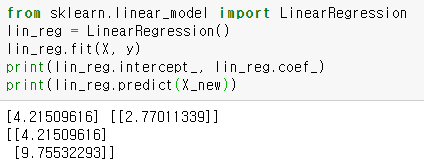 from sklearn.linear_model import LinearRegression
lin_reg = LinearRegression()
lin_reg.fit(X, y)
print(lin_reg.intercept_, lin_reg.coef_)
print(lin_reg.predict(X_new))
[4.21509616] [[2.77011339]]
[[4.21509616]
 [9.75532293]]